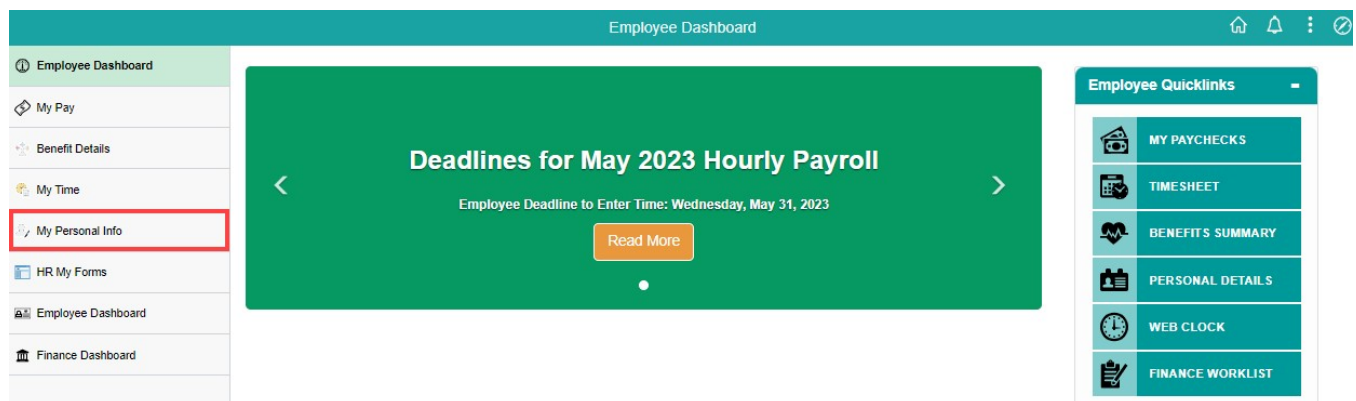 Employee Dashboard
Employee Dashboard
My Pay
Benefit Details
My Time
My Personal Info
HR My Forms
Employee Dashboard
Finance Dashboard
Deadlines for May 2023 Hourly Payroll
Employee Deadline to Enter Time: Wednesday, May 31, 2023
Read More
Employee Quicklinks
MY PAYCHECKS
TIMESHEET
BENEFITS SUMMARY
PERSONAL DETAILS
WEB CLOCK
FINANCE WORKLIST